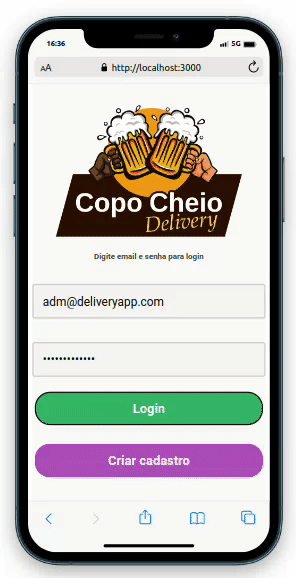 16:36
5G
AA
http://localhost:3000
Copo Cheio
Delivery
Digite email e senha para login
adm@deliveryapp.com
•••••••••••••
Login
Criar cadastro